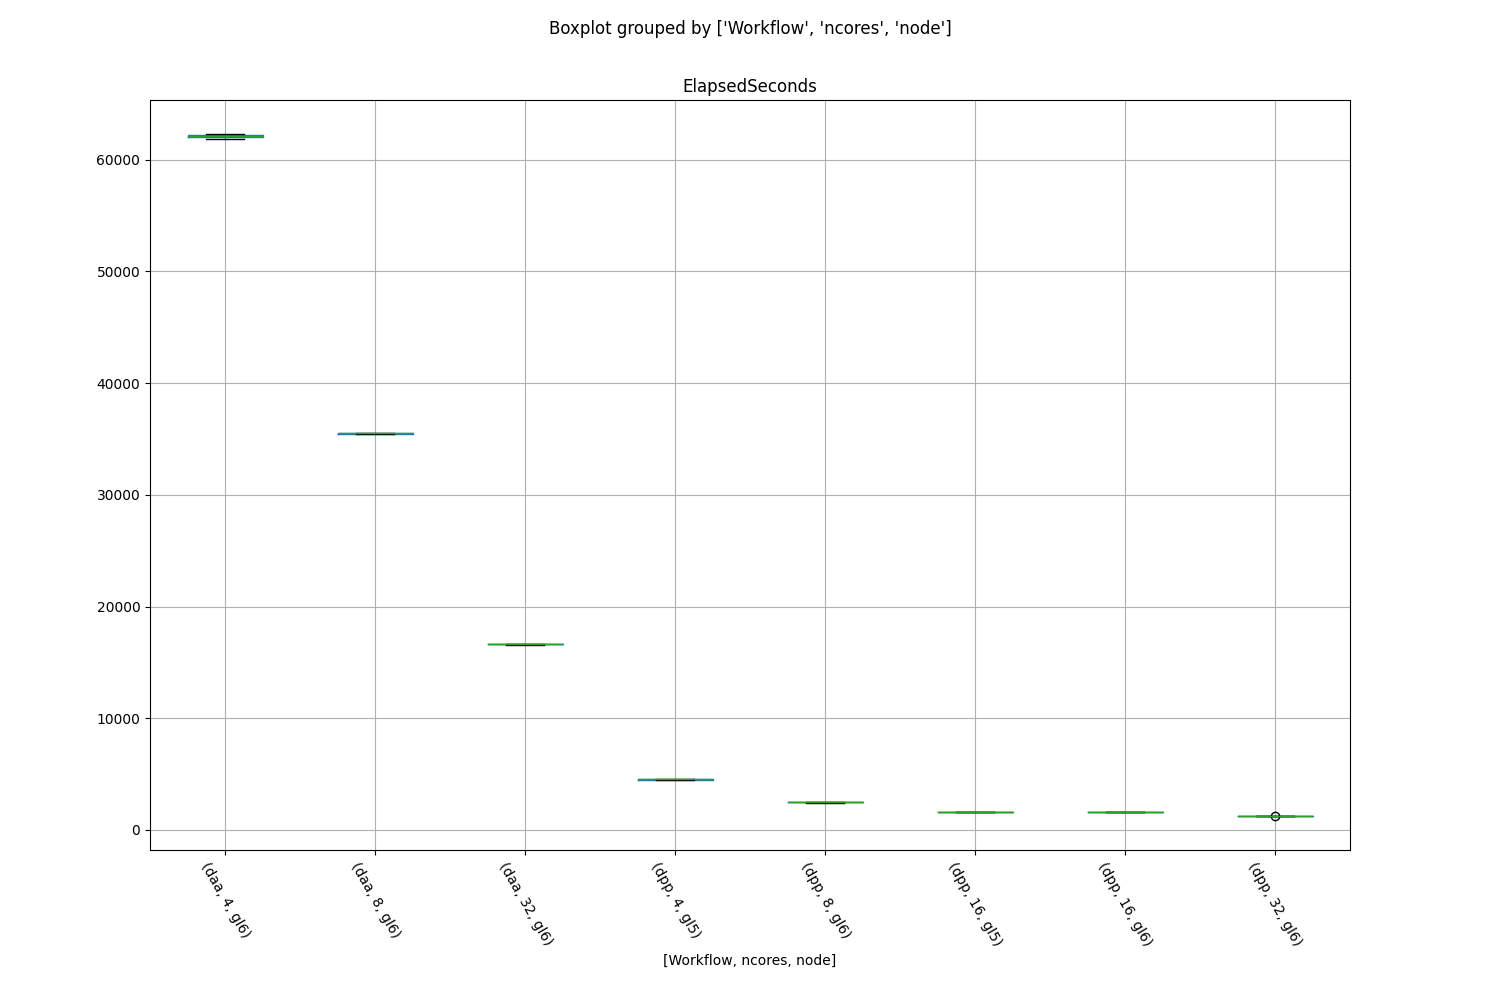 Boxplot grouped by ['Workflow', 'ncores', 'node']
ElapsedSeconds
60000
50000
40000
30000
20000
10000
0
(daa, 4, gl6)
(daa, 8, gl6)
(daa, 32, gl6)
(dpp, 4, gl5)
(dpp, 8, gl6)
(dpp, 16, gl5)
(dpp, 16, gl6)
(dpp, 32, gl6)
[Workflow, ncores, node]